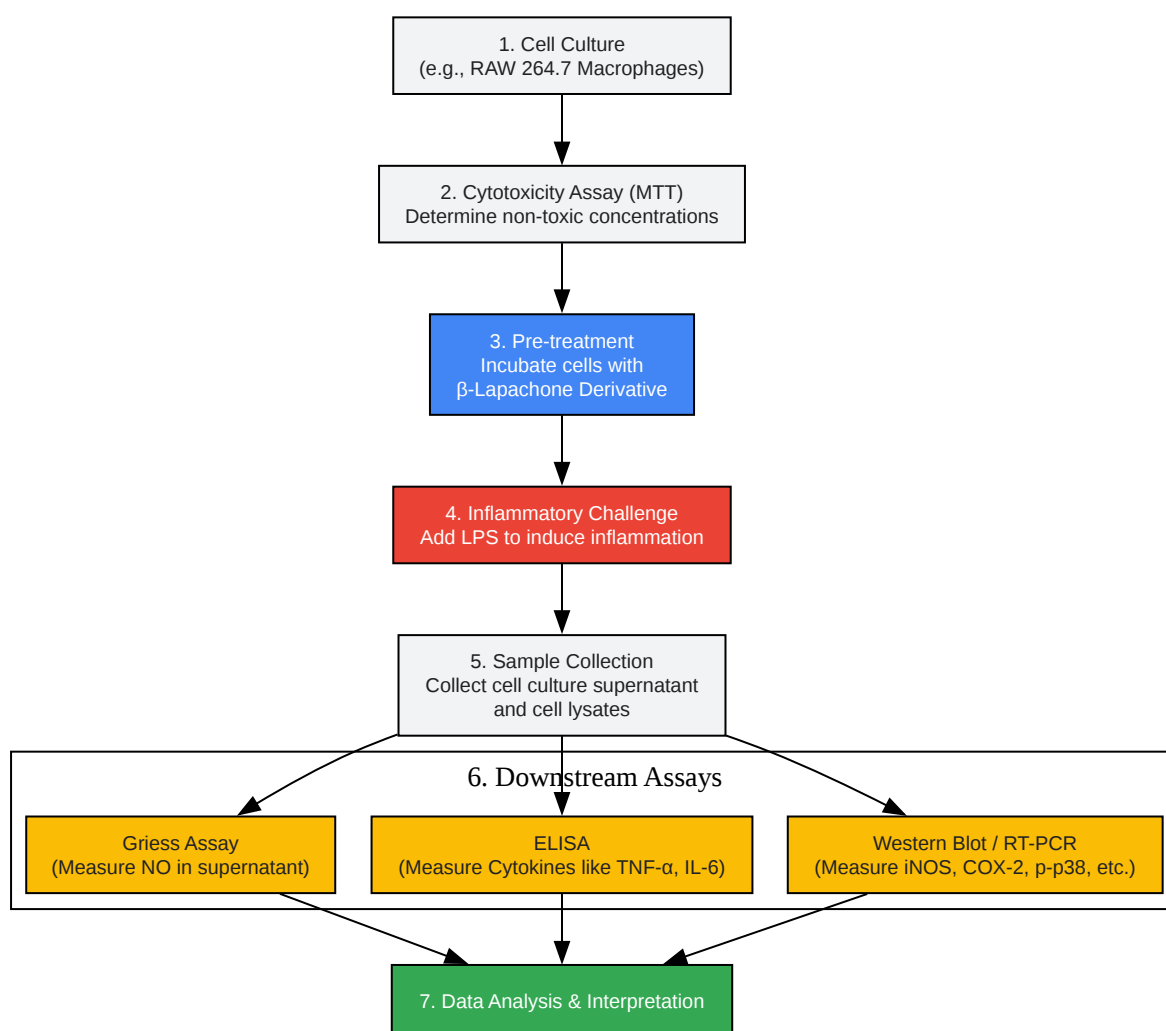 1. Cell Culture
(e.g., RAW 264.7 Macrophages)
2. Cytotoxicity Assay (MTT)
Determine non-toxic concentrations
3. Pre-treatment
Incubate cells with
β-Lapachone Derivative
4. Inflammatory Challenge
Add LPS to induce inflammation
5. Sample Collection
Collect cell culture supernatant
and cell lysates
6. Downstream Assays
Griess Assay
(Measure NO in supernatant)
ELISA
(Measure Cytokines like TNF-α, IL-6)
Western Blot / RT-PCR
(Measure iNOS, COX-2, p-p38, etc.)
7. Data Analysis & Interpretation